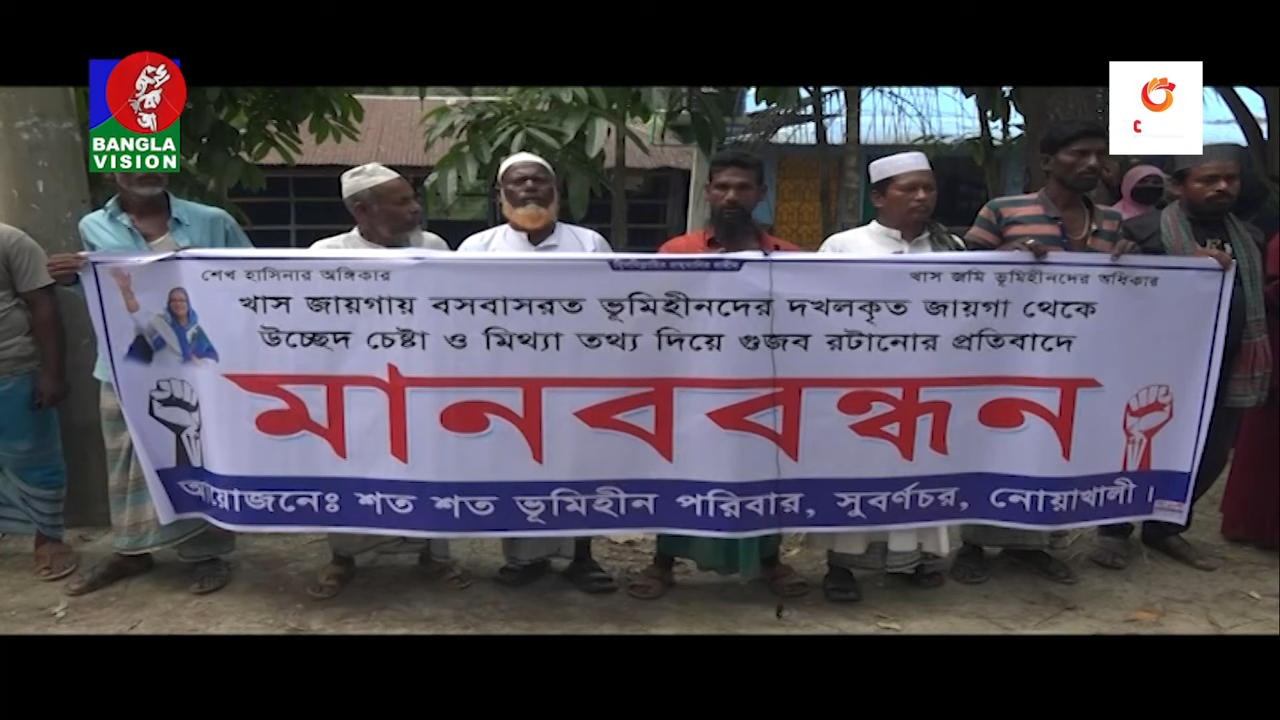 BANGLA
VISION
শেখ হাসিনার অঙ্গিকার
খাস জমি ভূমিহীনদের অধিকার
খাস জায়গায় বসবাসরত ভূমিহীনদের দখলকৃত জায়গা থেকে
উচ্ছেদ চেষ্টা ও মিথ্যা তথ্য দিয়ে গুজব রটানোর প্রতিবাদে
মানববন্ধন
আয়োজনেঃ শত শত ভূমিহীন পরিবার, সুবর্ণচর, নোয়াখালী।